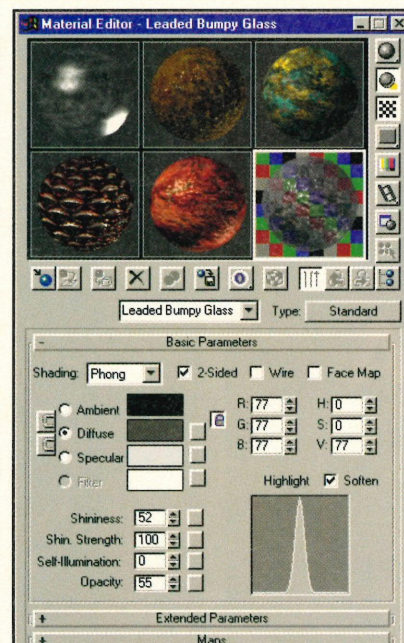 Material Editor - Leaded Bumpy Glass
Leaded Bumpy Glass Type: Standard
- Basic Parameters
Shading: Phong 2-Sided Wire Face Map
Ambient R: 77 H: 0
Diffuse G: 77 S: 0
Specular B: 77 V: 77
Filter Highlight Soften
Shininess: 52
Shin. Strength: 100
Self-Illumination: 0
Opacity: 55
+ Extended Parameters
+ Maps